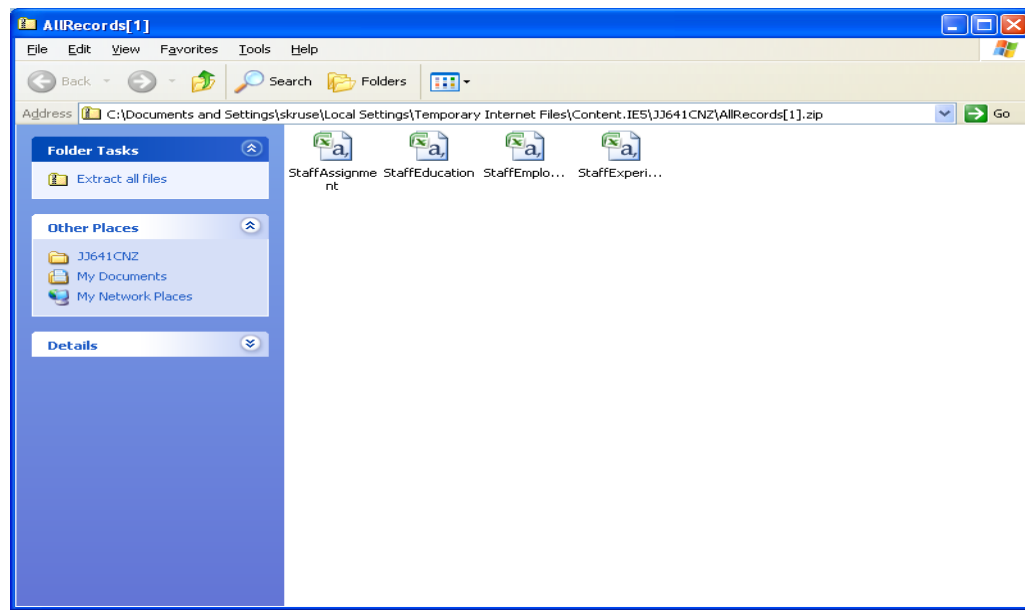 AllRecords[1]
File Edit View Favorites Tools Help
Back Search Folders
Address C:\Documents and Settings\skruse\Local Settings\Temporary Internet Files\Content.IE5\JJ641CNZ\AllRecords[1].zip Go
Folder Tasks
Extract all files
Other Places
JJ641CNZ
My Documents
My Network Places
Details
StaffAssignme StaffEducation StaffEmplo... StaffExperi...
nt